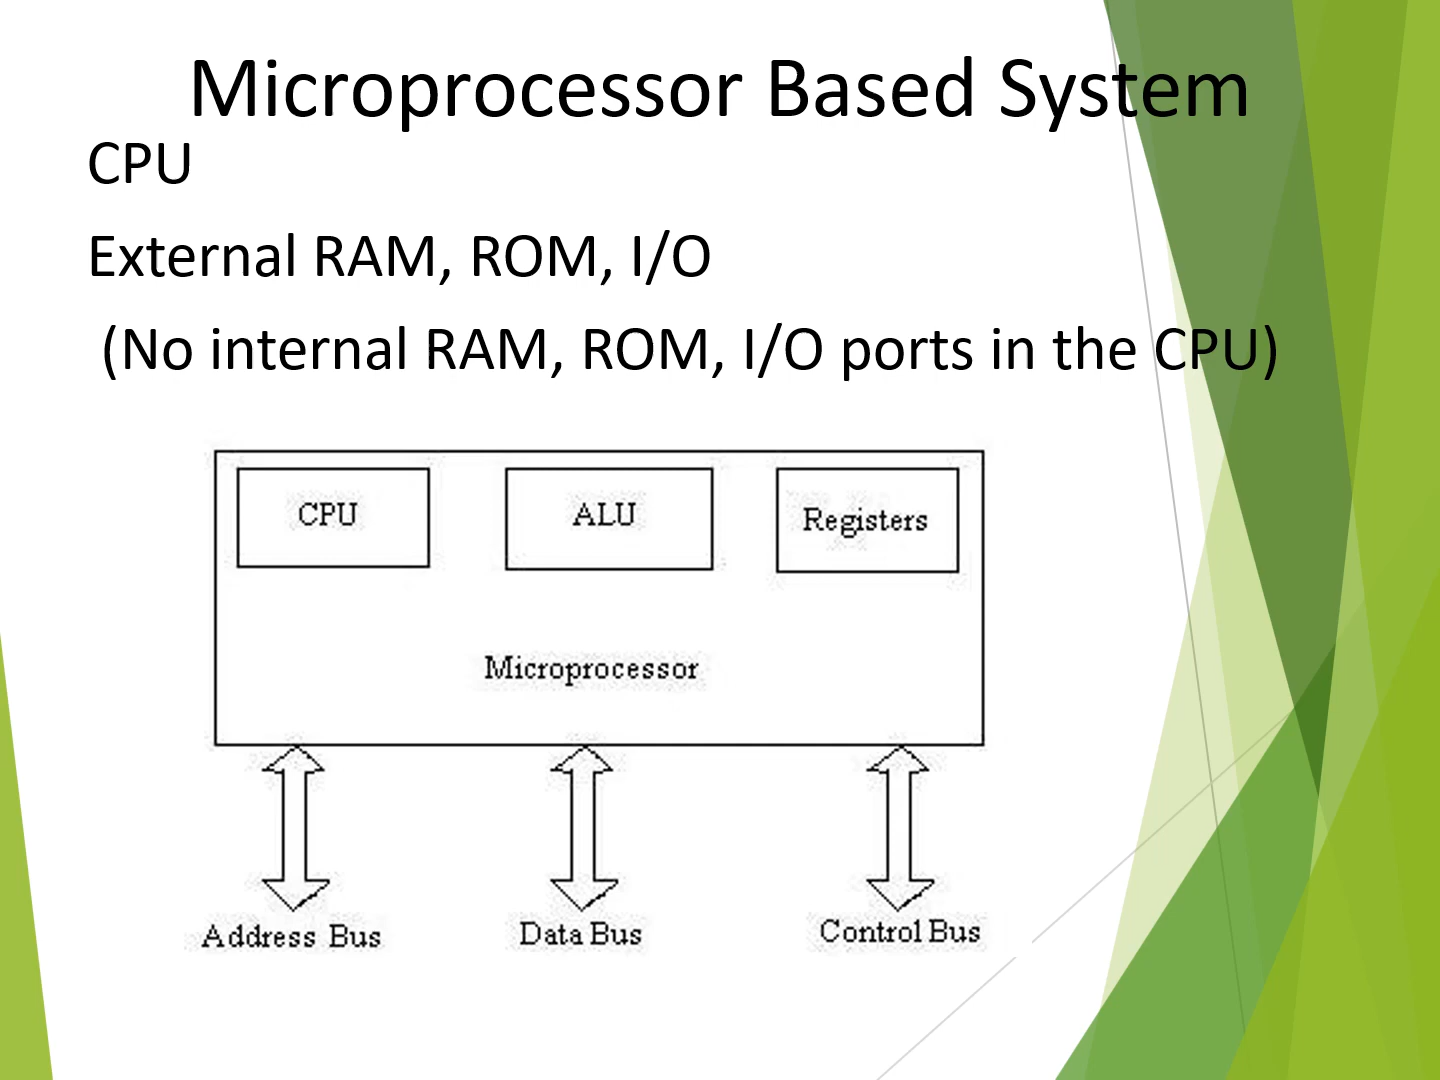 Microprocessor Based System
CPU
External RAM, ROM, I/O
(No internal RAM, ROM, I/O ports in the CPU)
CPU
ALU
Registers
Microprocessor
Address Bus
Data Bus
Control Bus